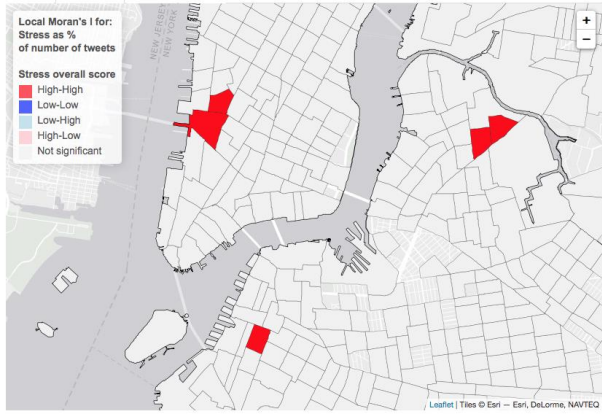 Local Moran's I for:
Stress as %
of number of tweets
Stress overall score
High-High
Low-Low
Low-High
High-Low
Not significant
NEW JERSEY
NEW YORK
+
−
Leaflet | Tiles © Esri — Esri, DeLorme, NAVTEQ